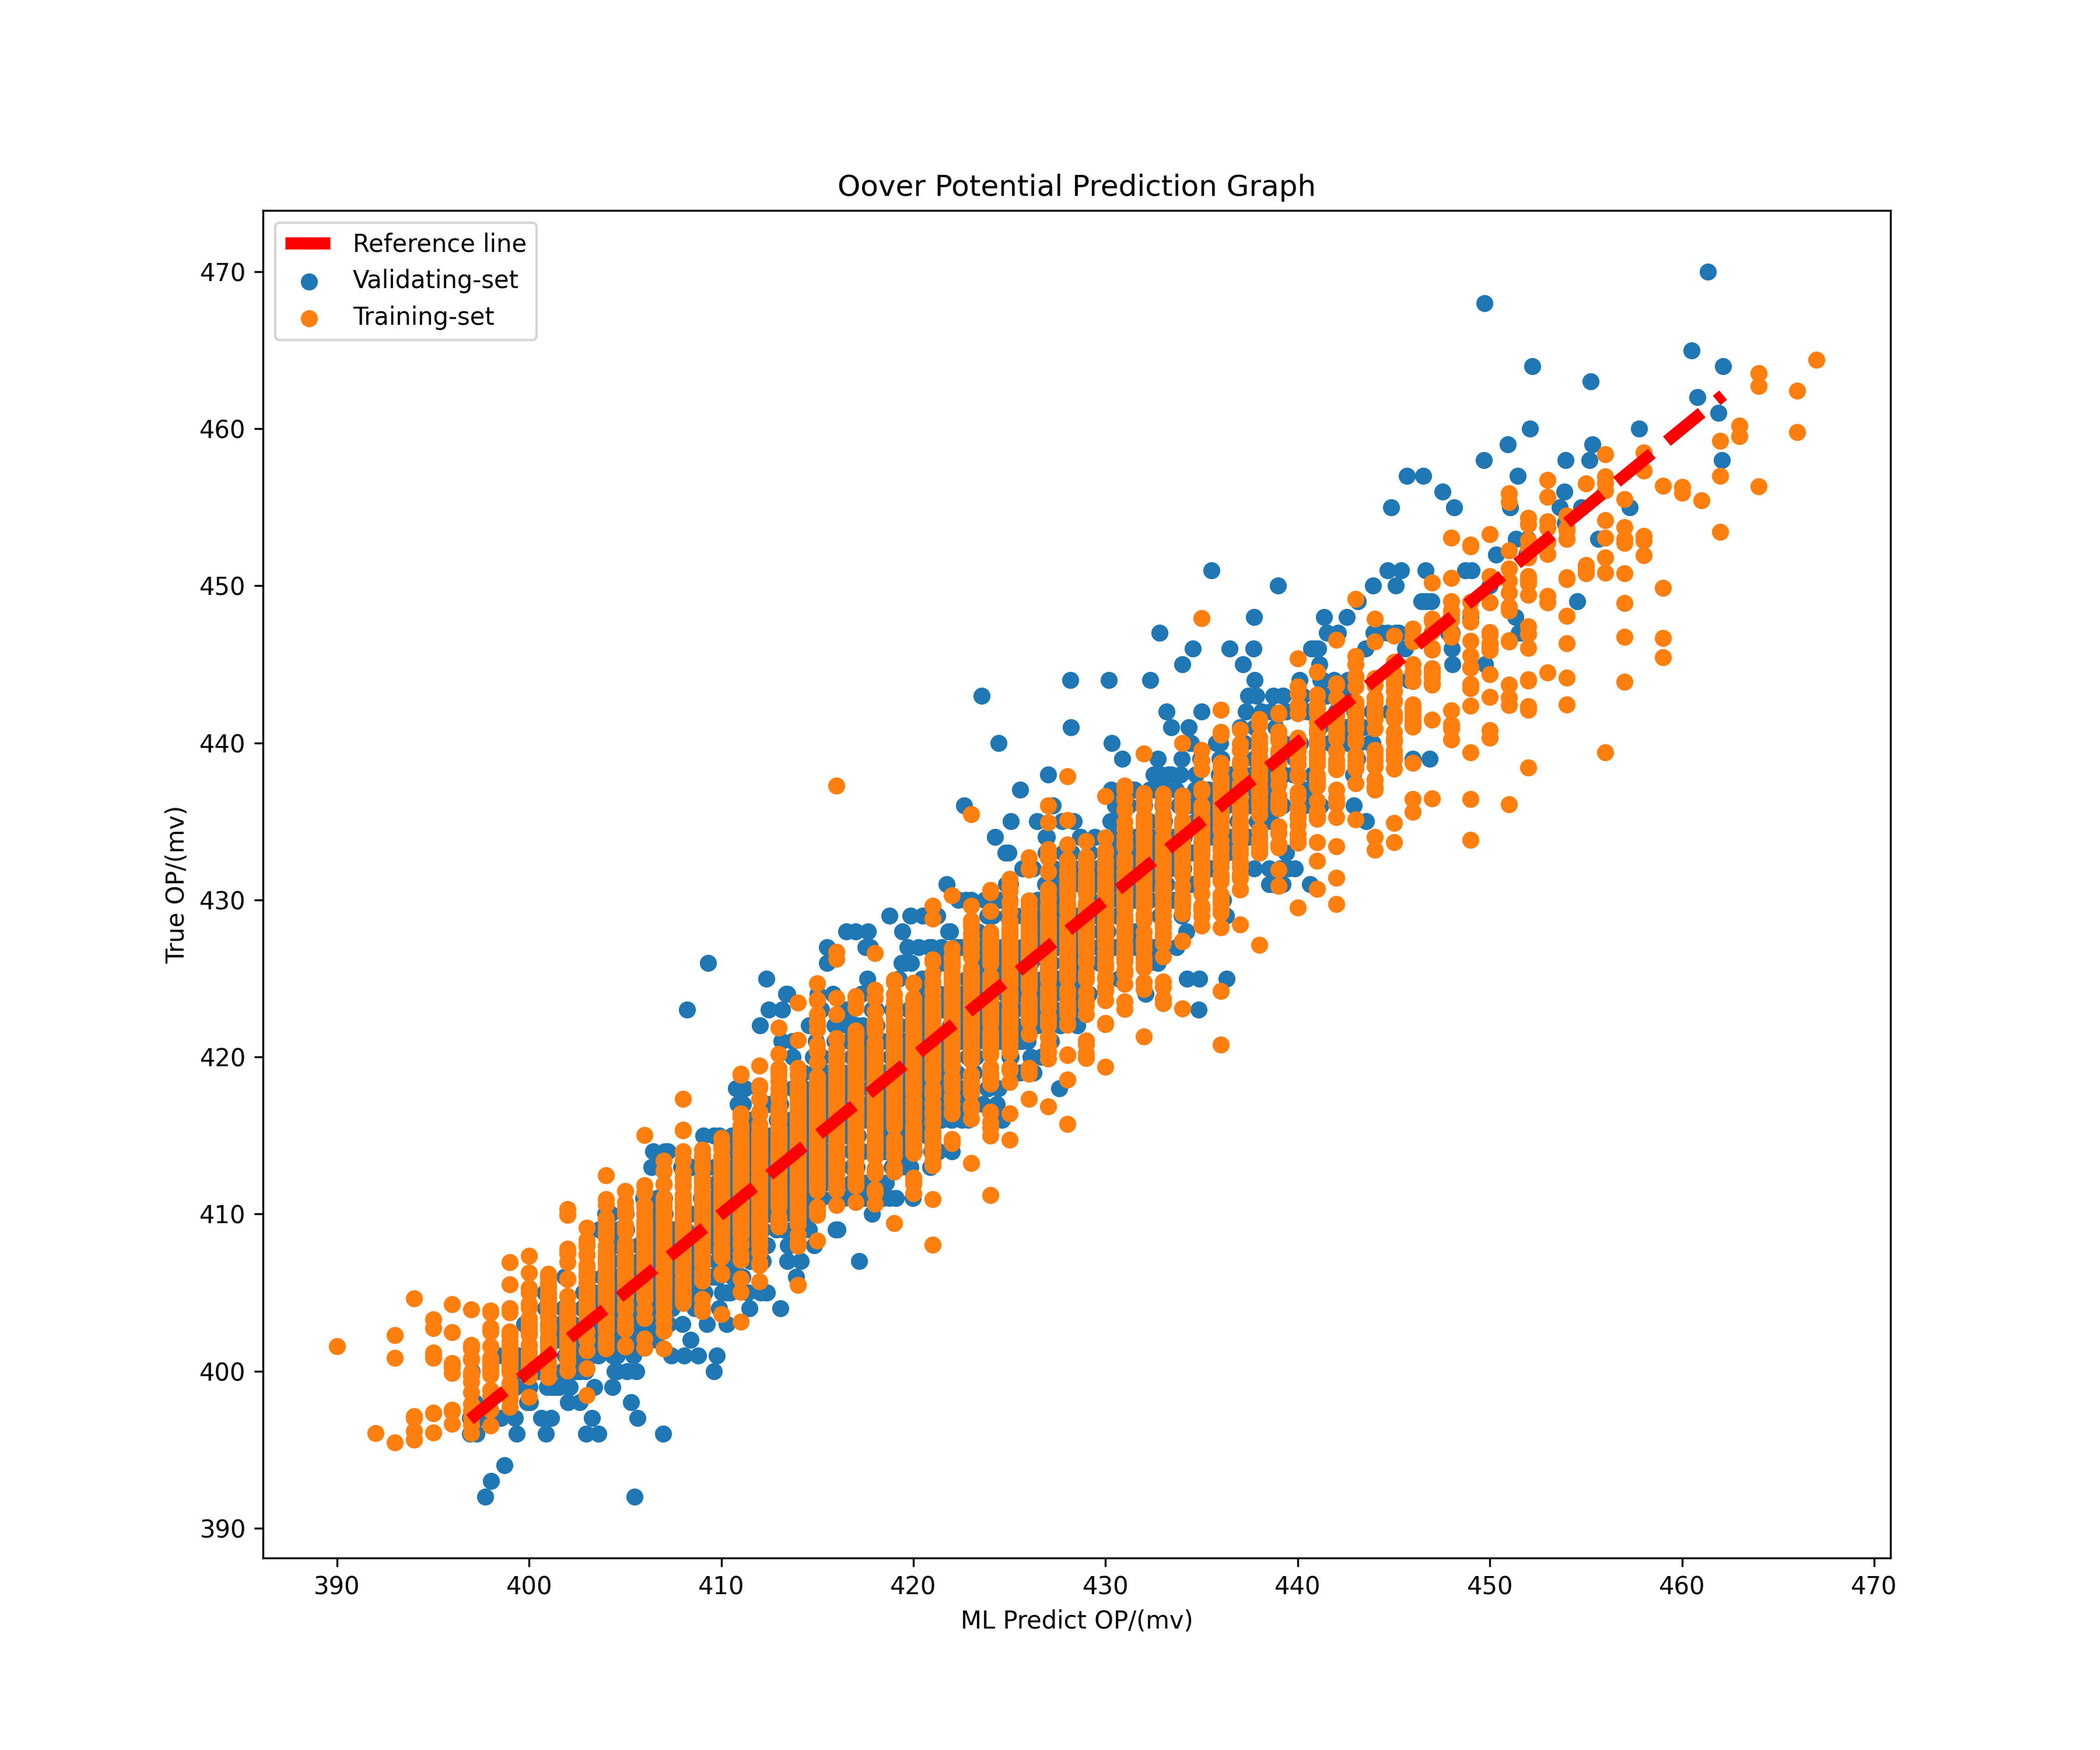 Oover Potential Prediction Graph
Reference line
Validating-set
Training-set
470
460
450
440
430
420
410
400
390
True OP/(mv)
390 400 410 420 430 440 450 460 470
ML Predict OP/(mv)